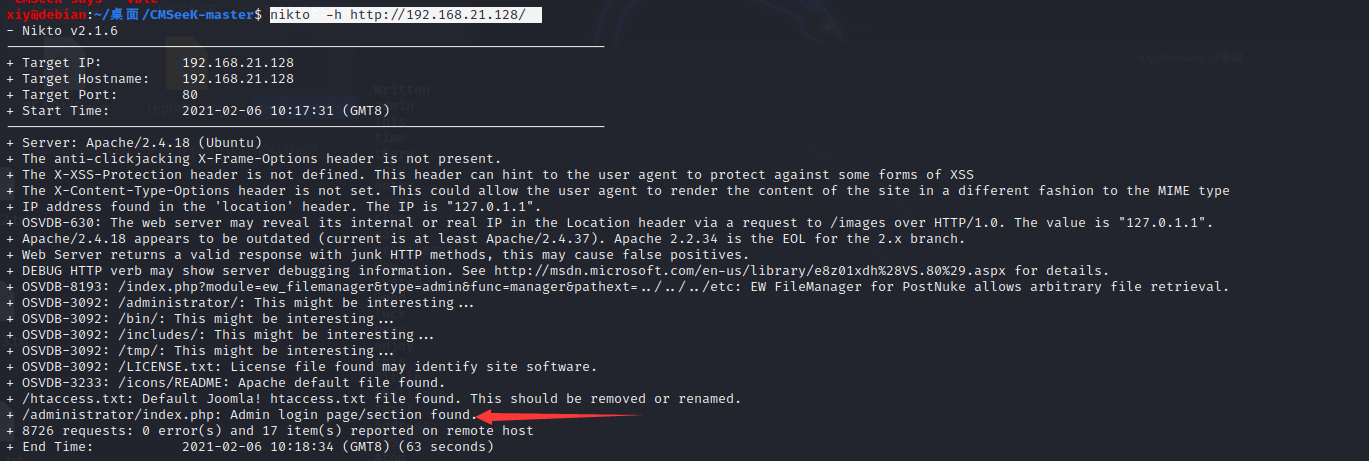 xiy@debian:~/桌面/CMSeeK-master$ nikto  -h http://192.168.21.128/
- Nikto v2.1.6
+ Target IP:          192.168.21.128
+ Target Hostname:    192.168.21.128
+ Target Port:        80
+ Start Time:         2021-02-06 10:17:31 (GMT8)
+ Server: Apache/2.4.18 (Ubuntu)
+ The anti-clickjacking X-Frame-Options header is not present.
+ The X-XSS-Protection header is not defined. This header can hint to the user agent to protect against some forms of XSS
+ The X-Content-Type-Options header is not set. This could allow the user agent to render the content of the site in a different fashion to the MIME type
+ IP address found in the 'location' header. The IP is "127.0.1.1".
+ OSVDB-630: The web server may reveal its internal or real IP in the Location header via a request to /images over HTTP/1.0. The value is "127.0.1.1".
+ Apache/2.4.18 appears to be outdated (current is at least Apache/2.4.37). Apache 2.2.34 is the EOL for the 2.x branch.
+ Web Server returns a valid response with junk HTTP methods, this may cause false positives.
+ DEBUG HTTP verb may show server debugging information. See http://msdn.microsoft.com/en-us/library/e8z01xdh%28VS.80%29.aspx for details.
+ OSVDB-8193: /index.php?module=ew_filemanager&type=admin&func=manager&pathext=../../../etc: EW FileManager for PostNuke allows arbitrary file retrieval.
+ OSVDB-3092: /administrator/: This might be interesting...
+ OSVDB-3092: /bin/: This might be interesting...
+ OSVDB-3092: /includes/: This might be interesting...
+ OSVDB-3092: /tmp/: This might be interesting...
+ OSVDB-3092: /LICENSE.txt: License file found may identify site software.
+ OSVDB-3233: /icons/README: Apache default file found.
+ /htaccess.txt: Default Joomla! htaccess.txt file found. This should be removed or renamed.
+ /administrator/index.php: Admin login page/section found.
+ 8726 requests: 0 error(s) and 17 item(s) reported on remote host
+ End Time:           2021-02-06 10:18:34 (GMT8) (63 seconds)